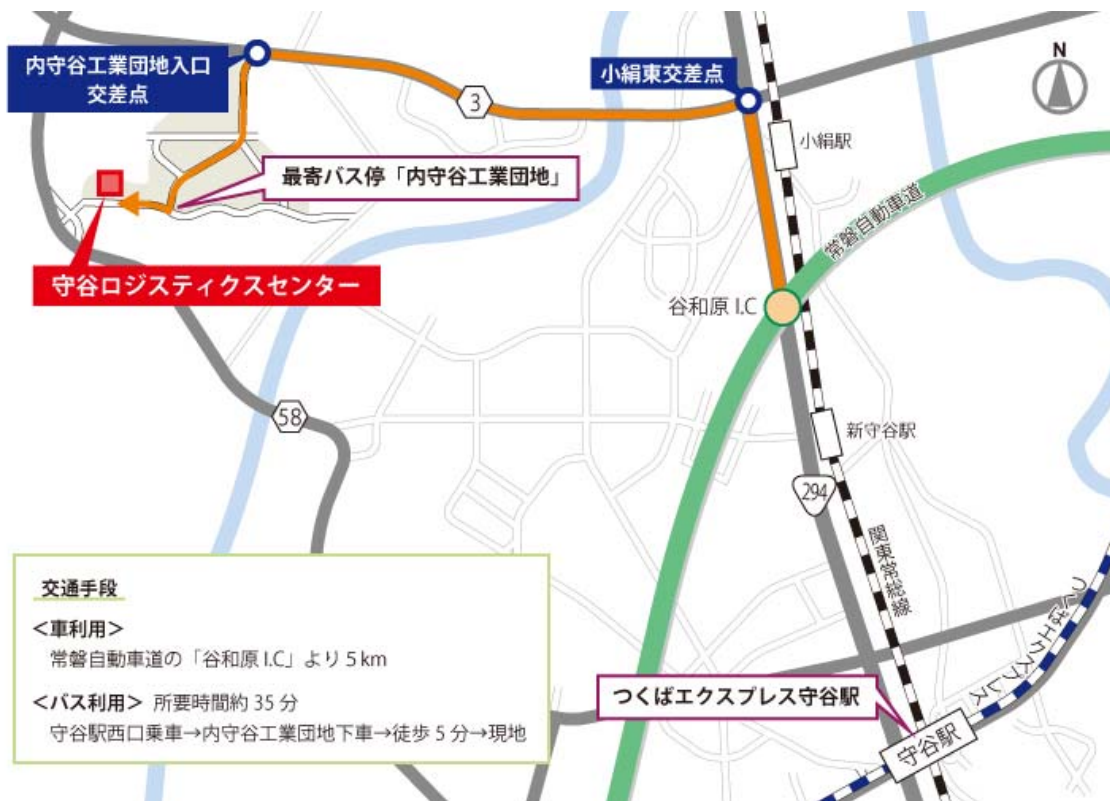 内守谷工業団地入口
交差点
小絹東交差点
N
3
小絹駅
最寄バス停「内守谷工業団地」
常磐自動車道
守谷ロジスティクスセンター
谷和原 I.C
58
新守谷駅
294
関東常総線
つくばエクスプレス
交通手段
<車利用>
常磐自動車道の「谷和原 I.C」より 5 km
<バス利用> 所要時間約 35 分
守谷駅西口乗車→内守谷工業団地下車→徒歩 5 分→現地
つくばエクスプレス守谷駅
守谷駅